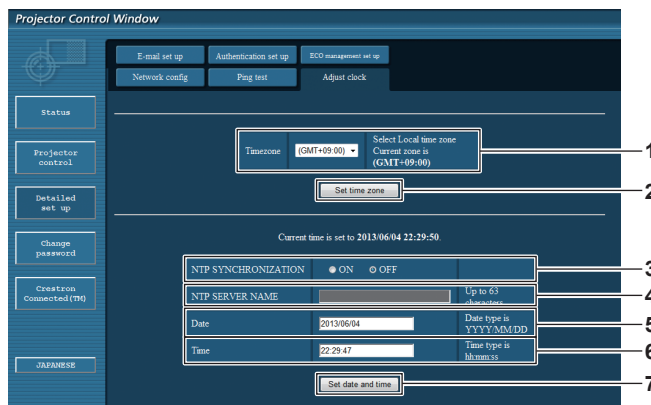 Projector Control Window
E-mail set up
Authentication set up
ECO management set up
Network config
Ping test
Adjust clock
Status
Projector
control
Detailed
set up
Change
password
Crestron
Connected(TM)
JAPANESE
Timezone
(GMT+09:00)
Select Local time zone
Current zone is
(GMT+09:00)
1
Set time zone
2
Current time is set to 2013/06/04 22:29:50.
NTP SYNCHRONIZATION
ON
OFF
3
NTP SERVER NAME
Up to 63
characters
4
Date
2013/06/04
Date type is
YYYY/MM/DD
5
Time
22:29:47
Time type is
hh:mm:ss
6
Set date and time
7